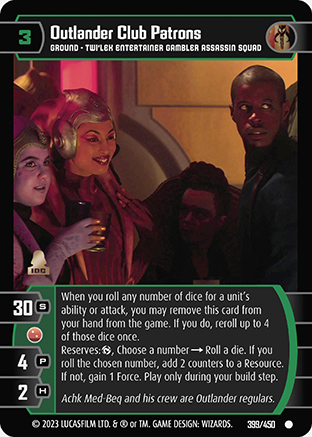 3 Outlander Club Patrons
GROUND - TWI'LEK ENTERTAINER GAMBLER ASSASSIN SQUAD
IDC
30 S
4 P
2 H
When you roll any number of dice for a unit's
ability or attack, you may remove this card from
your hand from the game. If you do, reroll up to 4
of those dice once.
Reserves: , Choose a number → Roll a die. If you
roll the chosen number, add 2 counters to a Resource.
If not, gain 1 Force. Play only during your build step.
Achk Med-Beq and his crew are Outlander regulars.
© 2023 LUCASFILM LTD. & ® or TM. GAME DESIGN: WIZARDS. 399/450